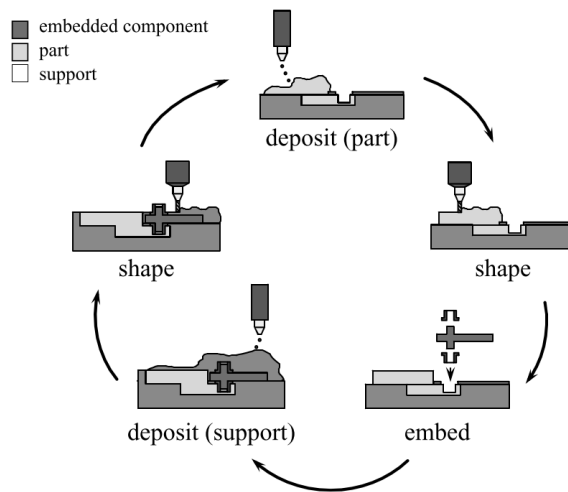 embedded component
part
support
deposit (part)
shape
shape
deposit (support)
embed